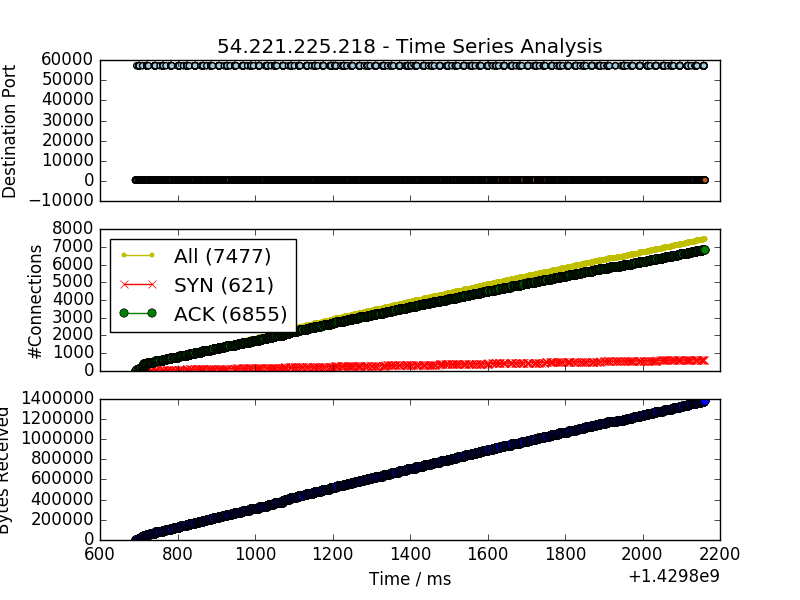 54.221.225.218 - Time Series Analysis
Destination Port
60000
50000
40000
30000
20000
10000
0
−10000
#Connections
8000
7000
6000
5000
4000
3000
2000
1000
0
All (7477)
SYN (621)
ACK (6855)
Bytes Received
1400000
1200000
1000000
800000
600000
400000
200000
0
600 800 1000 1200 1400 1600 1800 2000 2200
Time / ms
+1.4298e9